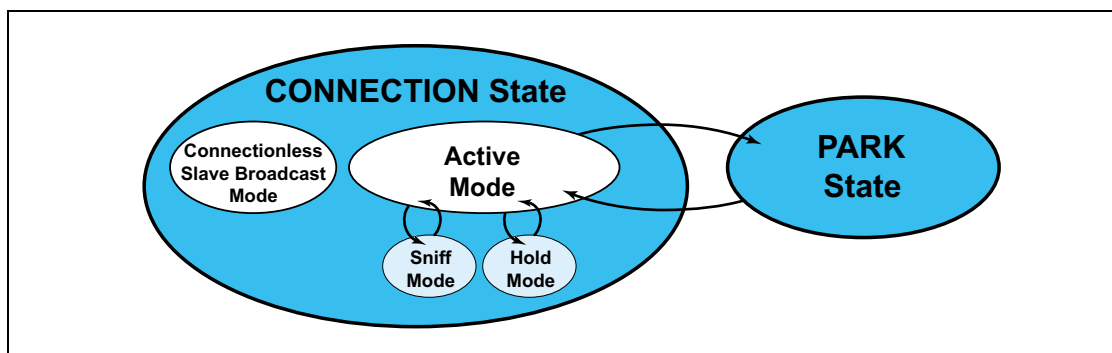 CONNECTION State
Connectionless
Slave Broadcast
Mode
Active
Mode
Sniff
Mode
Hold
Mode
PARK
State